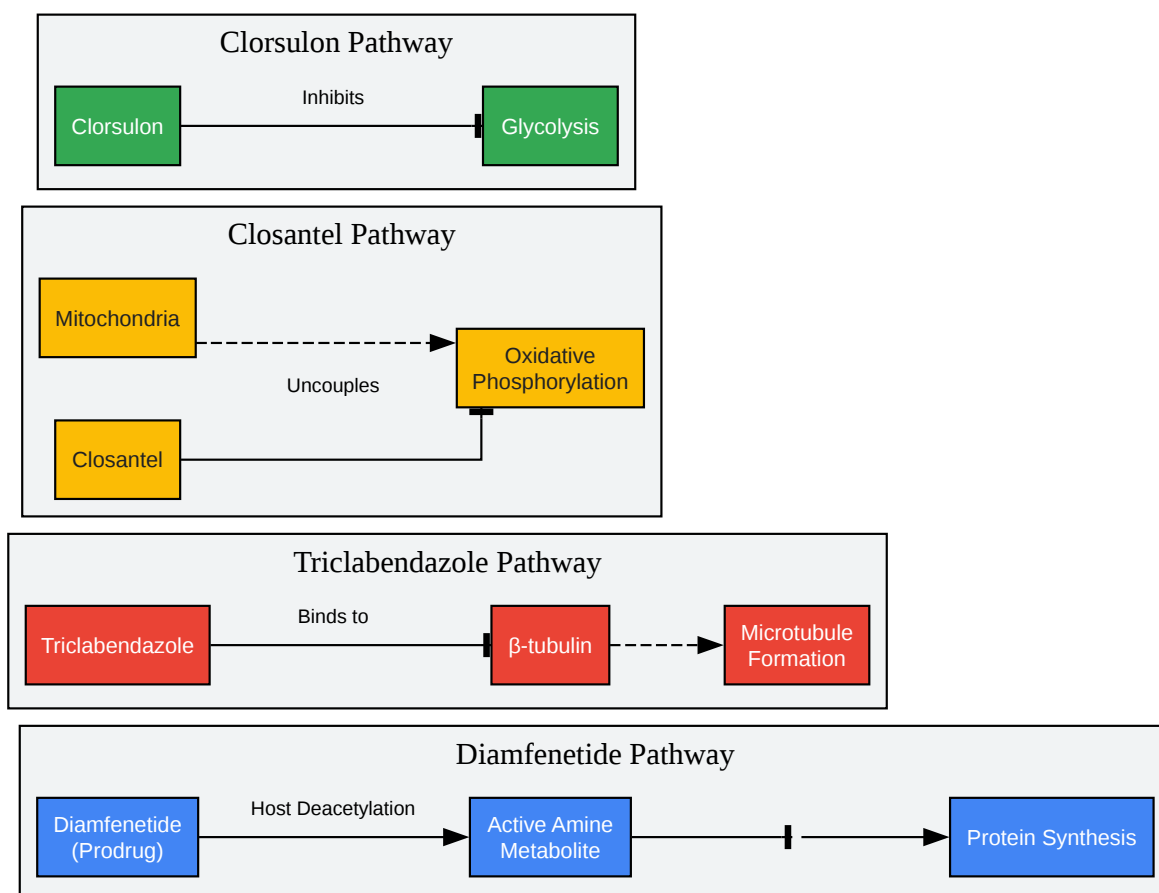 Clorsulon Pathway
Inhibits
Clorsulon
Glycolysis
Closantel Pathway
Mitochondria
Oxidative
Phosphorylation
Uncouples
Closantel
Triclabendazole Pathway
Binds to
Triclabendazole
β-tubulin
Microtubule
Formation
Diamfenetide Pathway
Host Deacetylation
Diamfenetide
(Prodrug)
Active Amine
Metabolite
Protein Synthesis